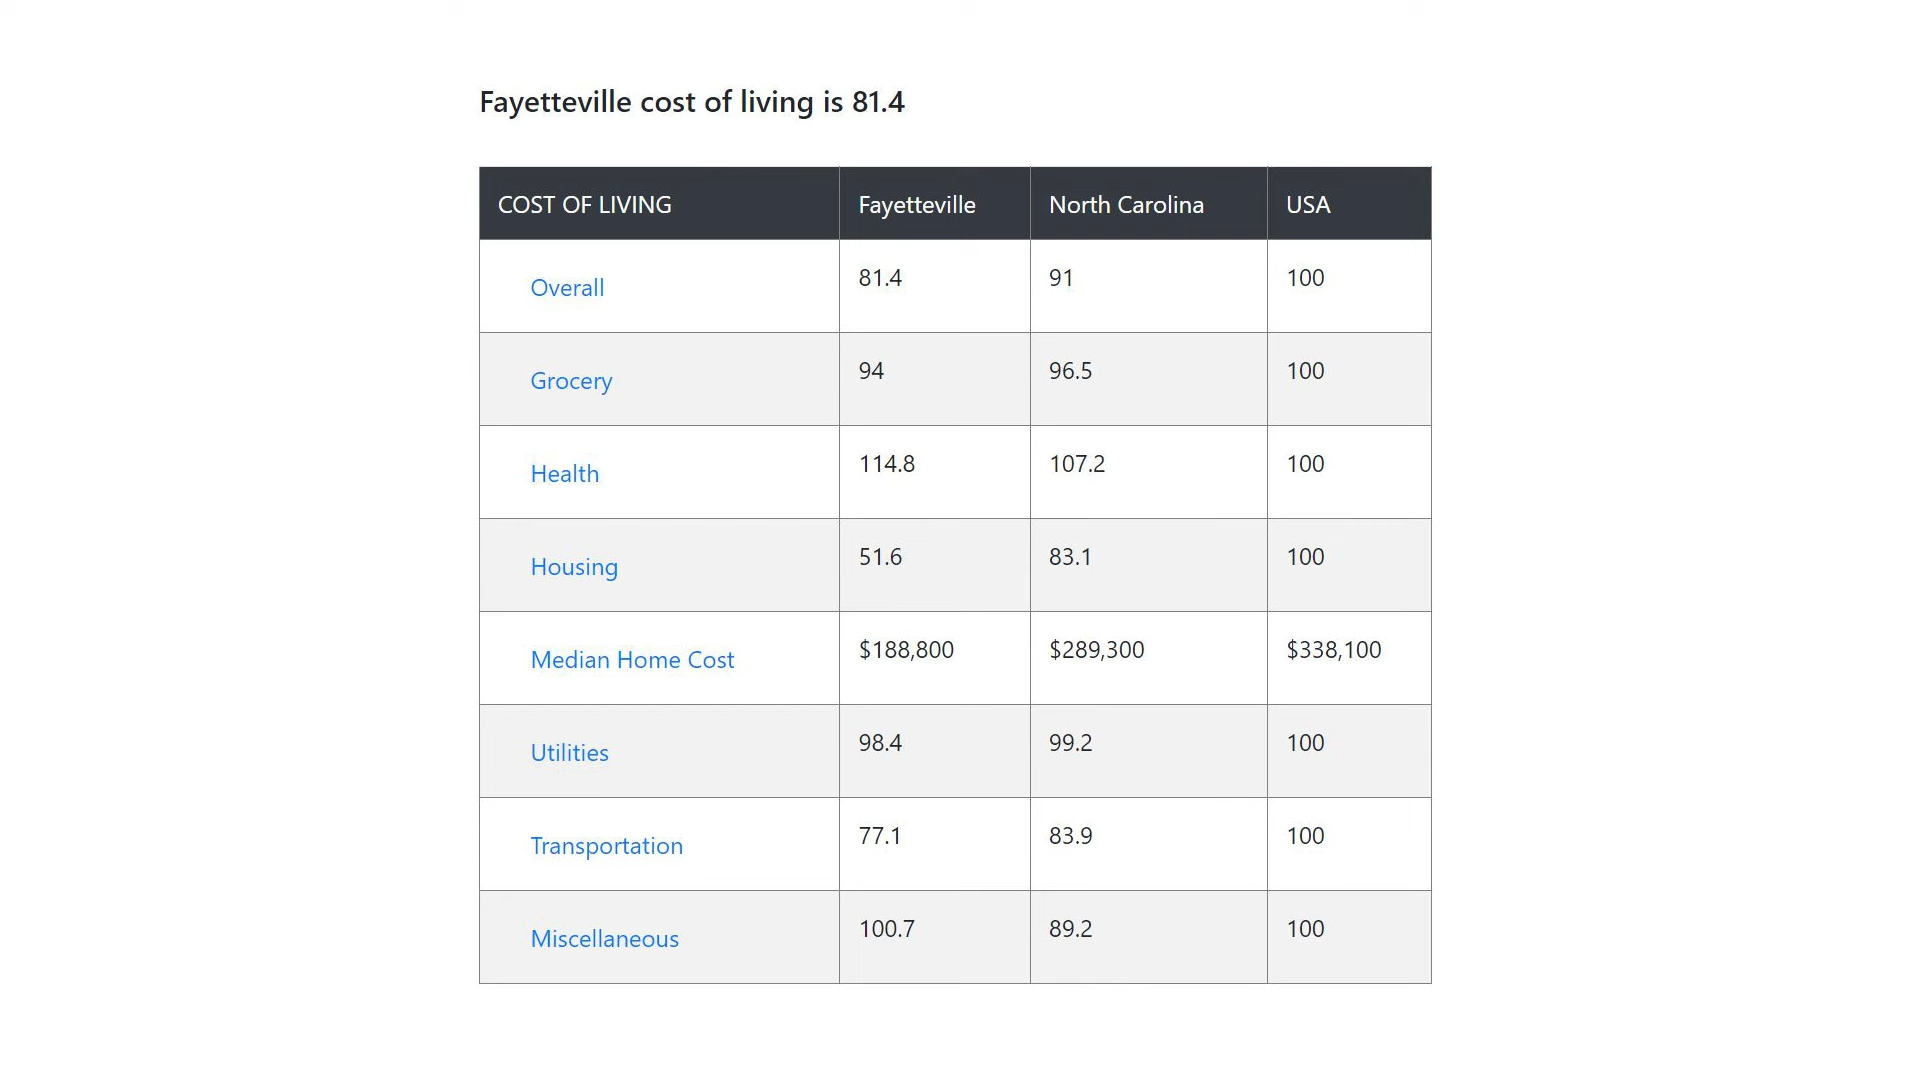 Fayetteville cost of living is 81.4
COST OF LIVING Fayetteville North Carolina USA
Overall 81.4 91 100
Grocery 94 96.5 100
Health 114.8 107.2 100
Housing 51.6 83.1 100
Median Home Cost $188,800 $289,300 $338,100
Utilities 98.4 99.2 100
Transportation 77.1 83.9 100
Miscellaneous 100.7 89.2 100